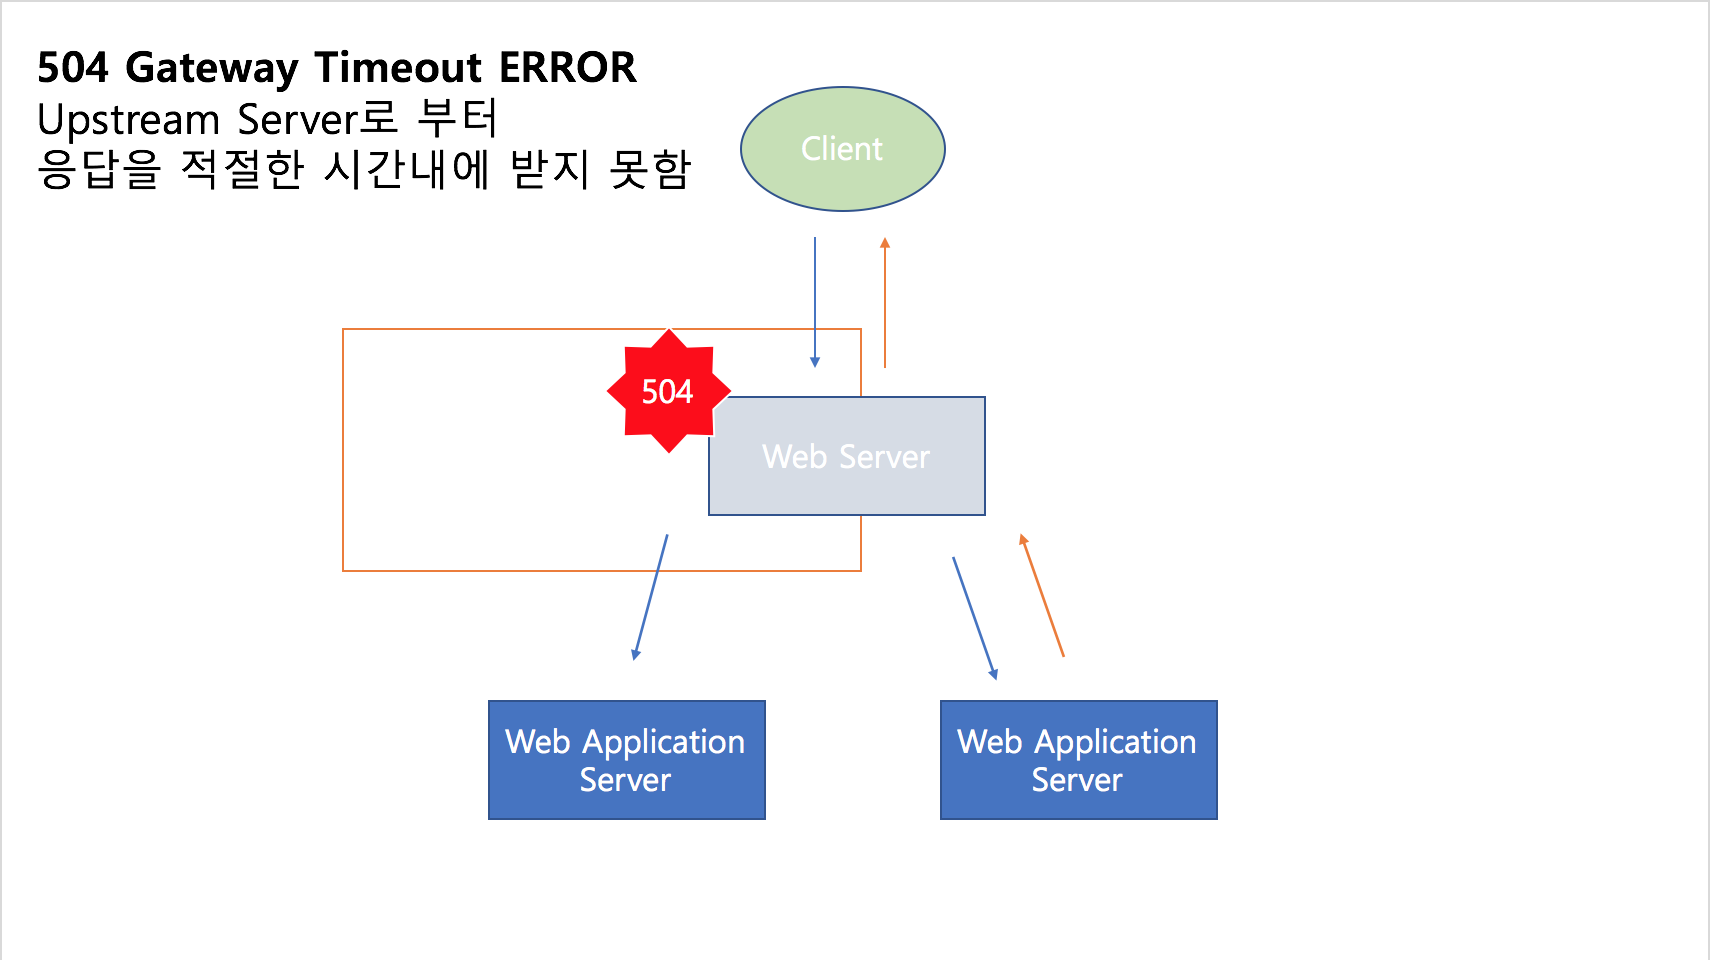 504 Gateway Timeout ERROR
Upstream Server로 부터
응답을 적절한 시간내에 받지 못함
Client
504
Web Server
Web Application
Server
Web Application
Server